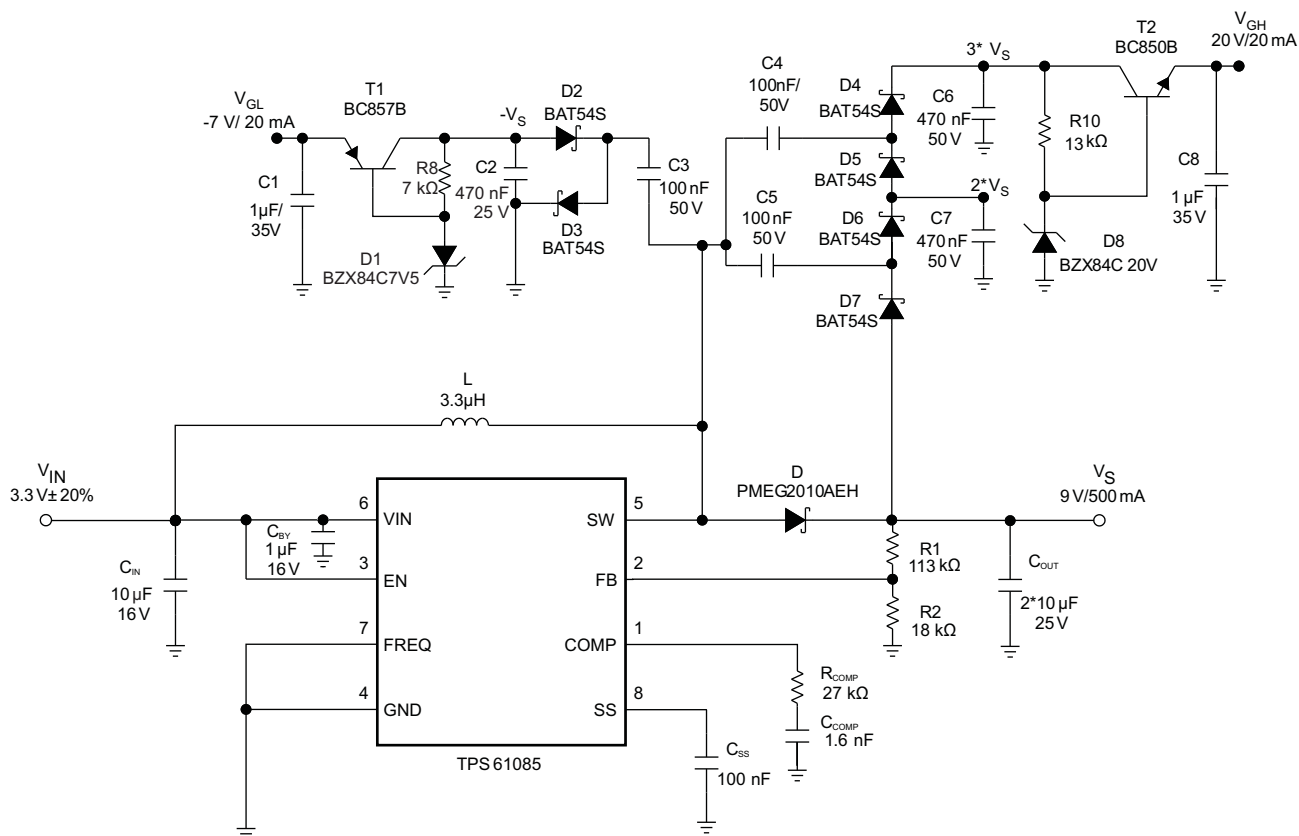 T2
BC850B
V_GH
20 V/20 mA
3* V_S
C4
100nF/
50V
D4
BAT54S
C6
470 nF
50 V
R10
13 kΩ
C8
1 µF
35 V
T1
BC857B
V_GL
-7 V/ 20 mA
-V_S
D2
BAT54S
C1
1µF/
35V
R8
7 kΩ
C2
470 nF
25 V
C3
100 nF
50 V
D3
BAT54S
D1
BZX84C7V5
D5
BAT54S
2*V_S
C5
100 nF
50 V
D6
BAT54S
C7
470 nF
50 V
D8
BZX84C 20V
D7
BAT54S
L
3.3µH
V_IN
3.3 V± 20%
D
PMEG2010AEH
V_S
9 V/500 mA
6
VIN
5
SW
C_BY
1 µF
16 V
3
EN
2
FB
R1
113 kΩ
C_IN
10 µF
16 V
C_OUT
2*10 µF
25 V
R2
18 kΩ
7
FREQ
1
COMP
R_COMP
27 kΩ
4
GND
8
SS
C_COMP
1.6 nF
C_SS
100 nF
TPS 61085